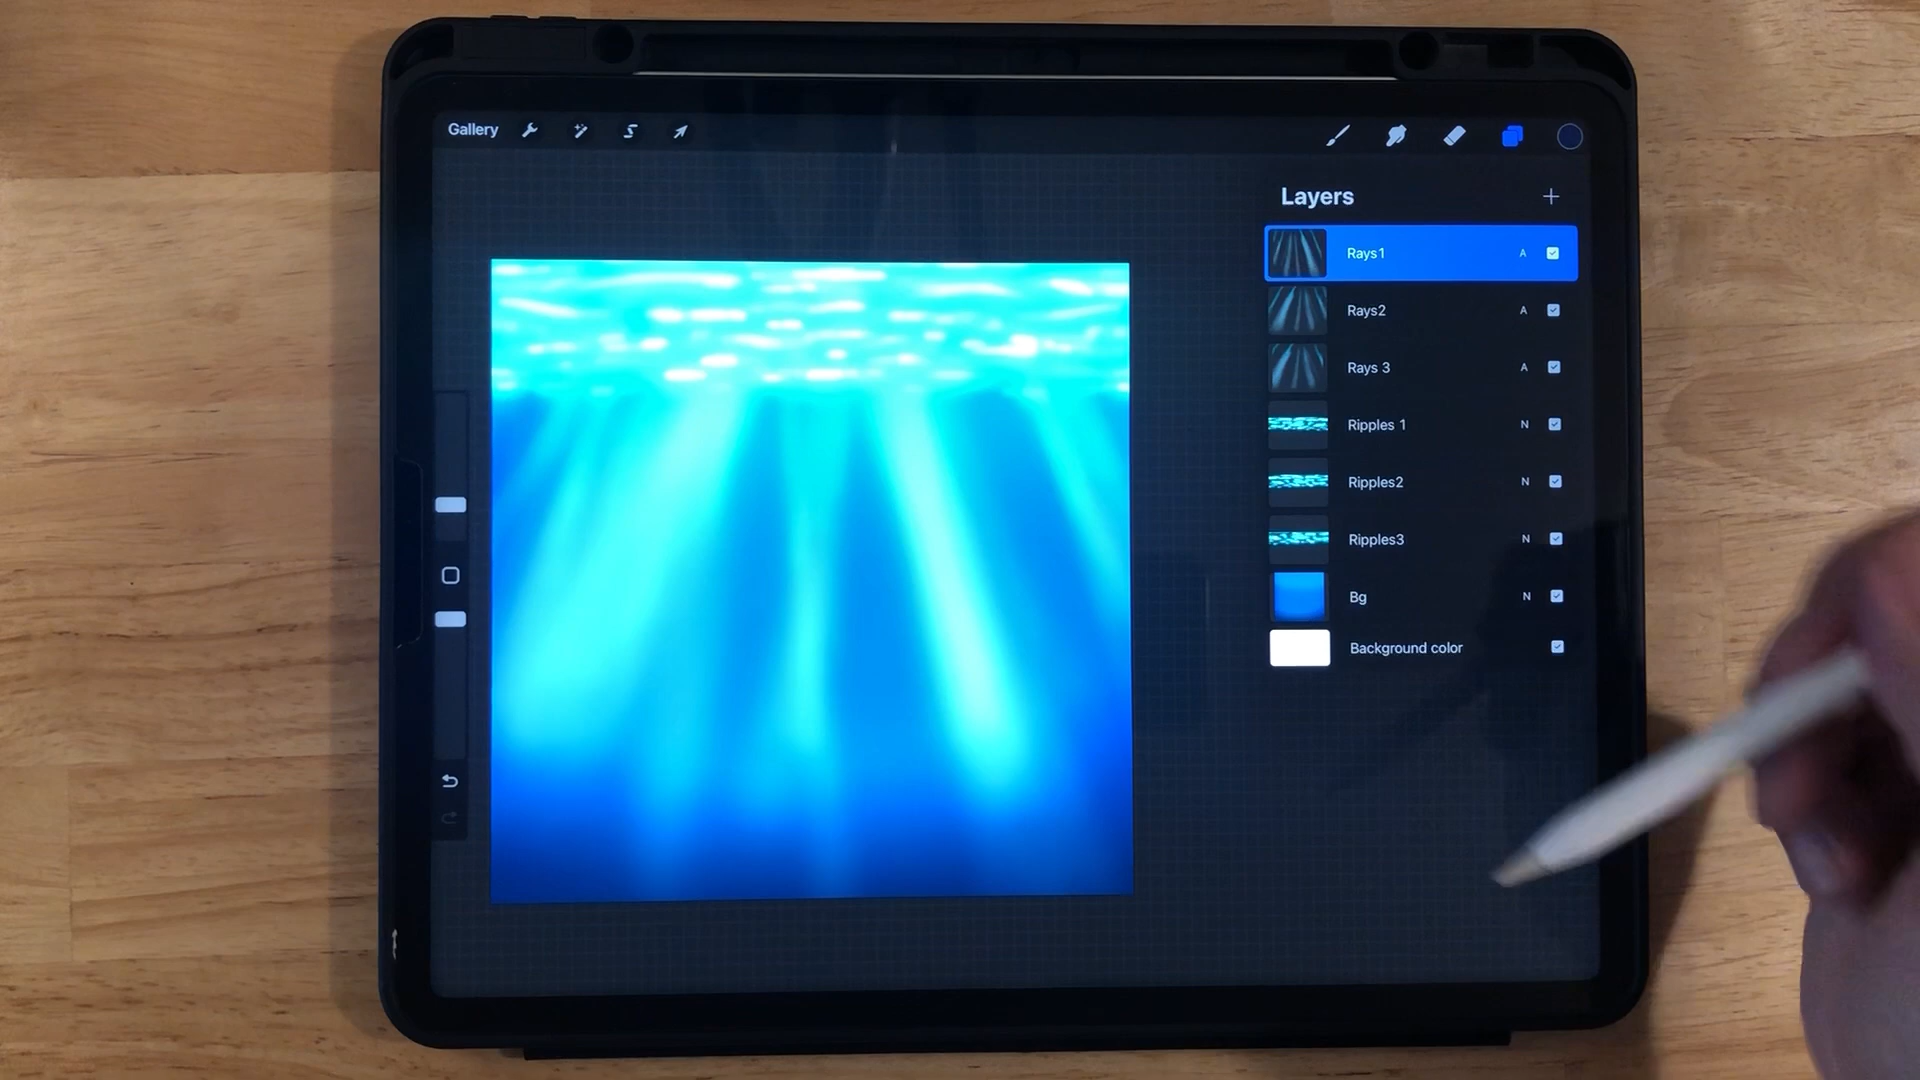 Gallery
Layers
Rays1 A
Rays2 A
Rays 3 A
Ripples 1 N
Ripples2 N
Ripples3 N
Bg N
Background color